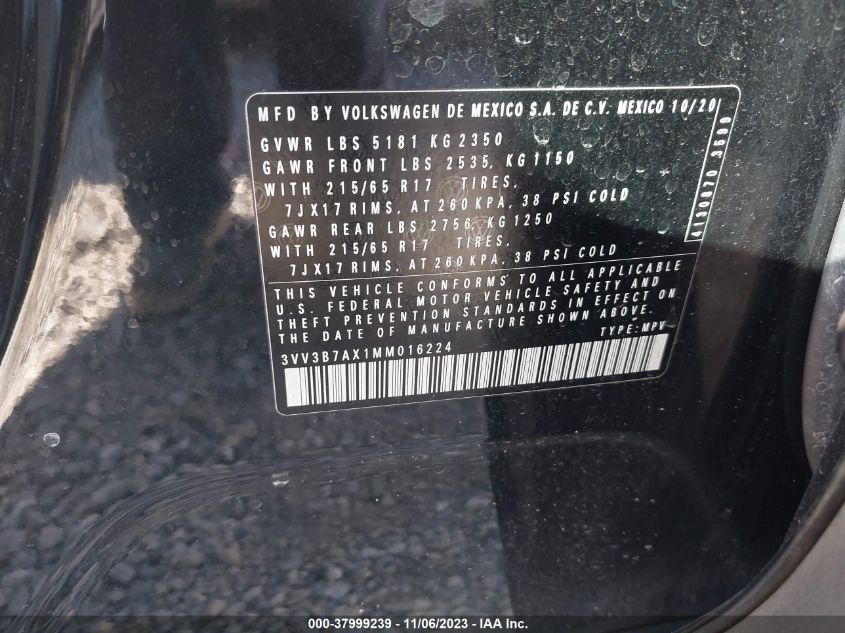 MFD BY VOLKSWAGEN DE MEXICO S.A. DE C.V. MEXICO 10/20
GVWR LBS 5181 KG 2350
GAWR FRONT LBS 2535, KG 1150
WITH 215/65 R17 TIRES,
7JX17 RIMS, AT 260 KPA, 38 PSI COLD
GAWR REAR LBS 2756, KG 1250
WITH 215/65 R17 TIRES,
7JX17 RIMS, AT 260 KPA, 38 PSI COLD
4130870 3599
THIS VEHICLE CONFORMS TO ALL APPLICABLE
U.S. FEDERAL MOTOR VEHICLE SAFETY AND
THEFT PREVENTION STANDARDS IN EFFECT ON
THE DATE OF MANUFACTURE SHOWN ABOVE.
TYPE: MPV
3VV3B7AX1MM016224
000-37999239 - 11/06/2023 - IAA Inc.